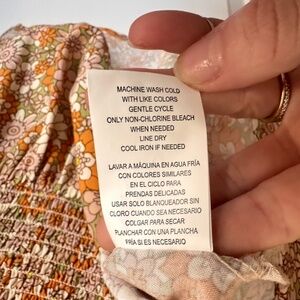 MACHINE WASH COLD
WITH LIKE COLORS
GENTLE CYCLE
ONLY NON-CHLORINE BLEACH
WHEN NEEDED
LINE DRY
COOL IRON IF NEEDED
LAVAR A MÁQUINA EN AGUA FRÍA
CON COLORES SIMILARES
EN EL CICLO PARA
PRENDAS DELICADAS
USAR SOLO BLANQUEADOR SIN
CLORO CUANDO SEA NECESARIO
COLGAR PARA SECAR
PLANCHAR CON UNA PLANCHA
FRÍA SI ES NECESARIO